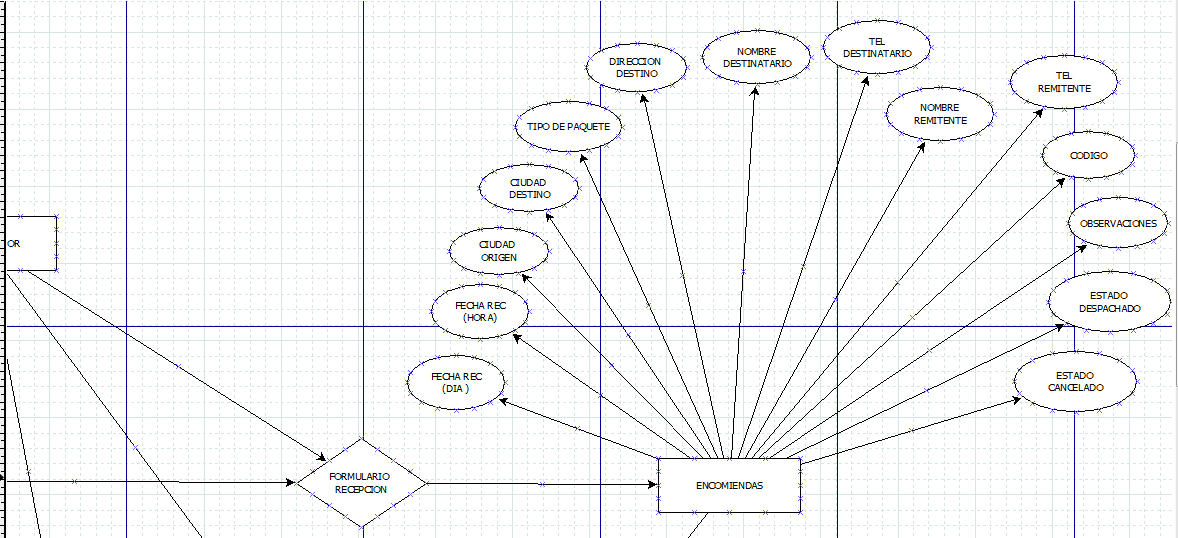 TEL
DESTINATARIO
NOMBRE
DESTINATARIO
DIRECCION
DESTINO
TEL
REMITENTE
NOMBRE
REMITENTE
TIPO DE PAQUETE
CODIGO
CIUDAD
DESTINO
OBSERVACIONES
OR
CIUDAD
ORIGEN
ESTADO
DESPACHADO
FECHA REC
(HORA)
FECHA REC
(DIA )
ESTADO
CANCELADO
FORMULARIO
RECEPCION
ENCOMIENDAS